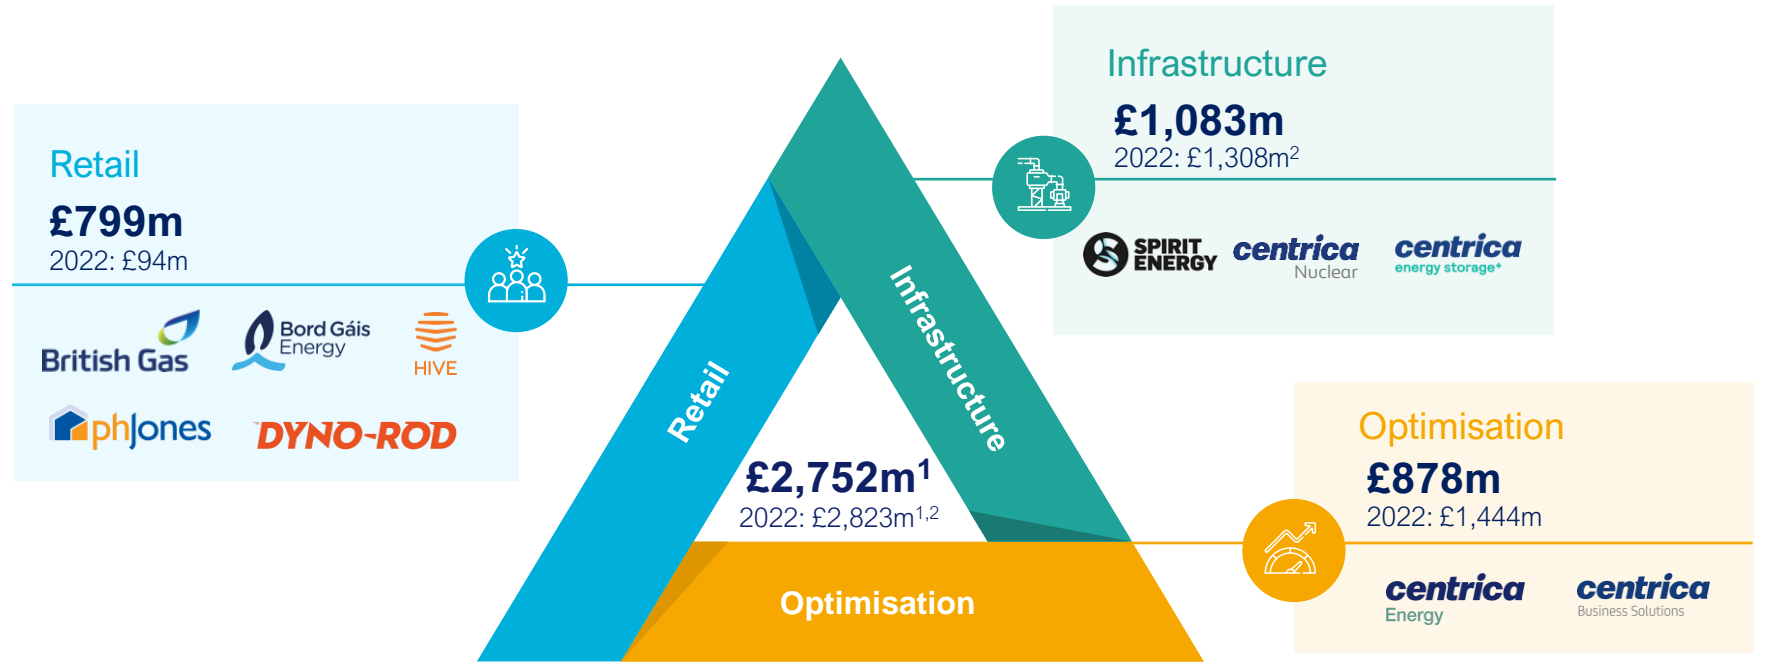 Retail
£799m
2022: £94m
British Gas
Bord Gáis
Energy
HIVE
phJones
™DYNO-ROD
Infrastructure
£1,083m
2022: £1,308m²
SPIRIT
ENERGY
centrica
Nuclear
centrica
energy storage⁺
Retail
Infrastructure
£2,752m¹
2022: £2,823m¹,²
Optimisation
Optimisation
£878m
2022: £1,444m
centrica
Energy
centrica
Business Solutions